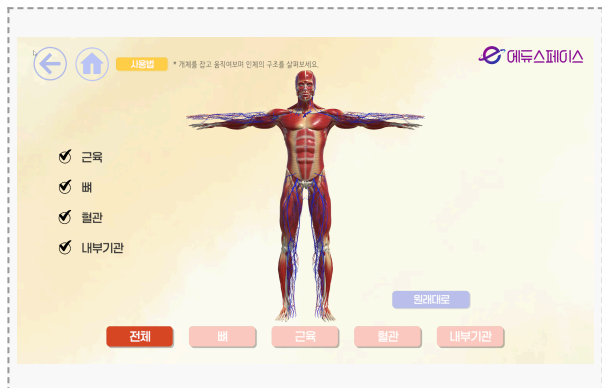 에듀스페이스
사용법
* 개체를 잡고 움직여보며 인체의 구조를 살펴보세요.
근육
뼈
혈관
내부기관
원래대로
전체
뼈
근육
혈관
내부기관